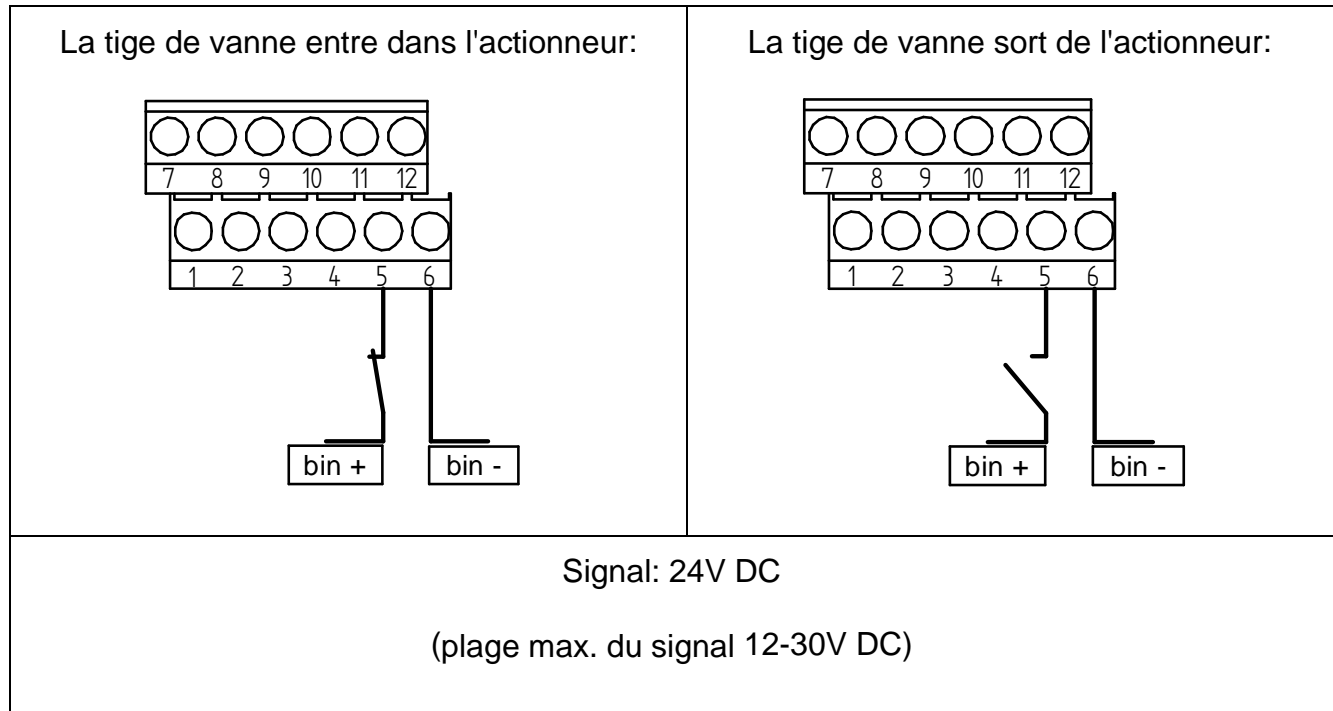 La tige de vanne entre dans l'actionneur:
7 8 9 10 11 12
1 2 3 4 5 6
bin + bin -
La tige de vanne sort de l'actionneur:
7 8 9 10 11 12
1 2 3 4 5 6
bin + bin -
Signal: 24V DC
(plage max. du signal 12-30V DC)